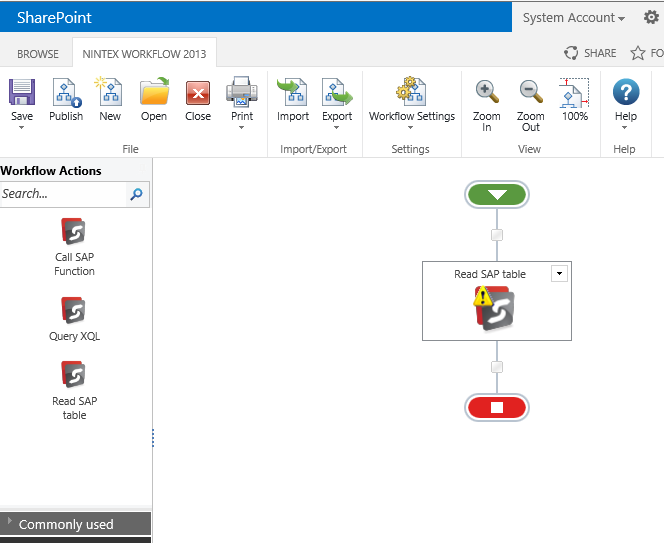 SharePoint
System Account
BROWSE
NINTEX WORKFLOW 2013
SHARE
FO
Save
Publish
New
Open
Close
Print
Import
Export
Workflow Settings
Zoom
In
Zoom
Out
100%
Help
File
Import/Export
Settings
View
Help
Workflow Actions
Search...
Call SAP
Function
Query XQL
Read SAP
table
Read SAP table
Commonly used